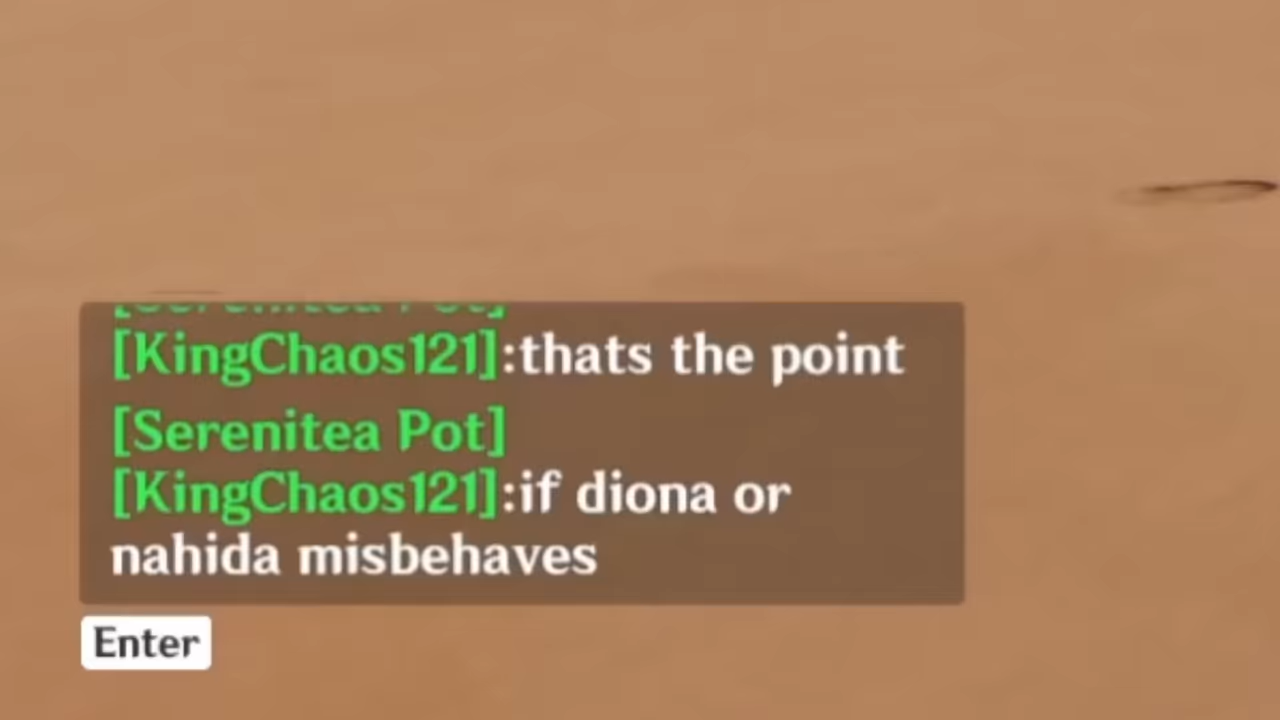 [KingChaos121]:thats the point
[Serenitea Pot]
[KingChaos121]:if diona or
nahida misbehaves
Enter